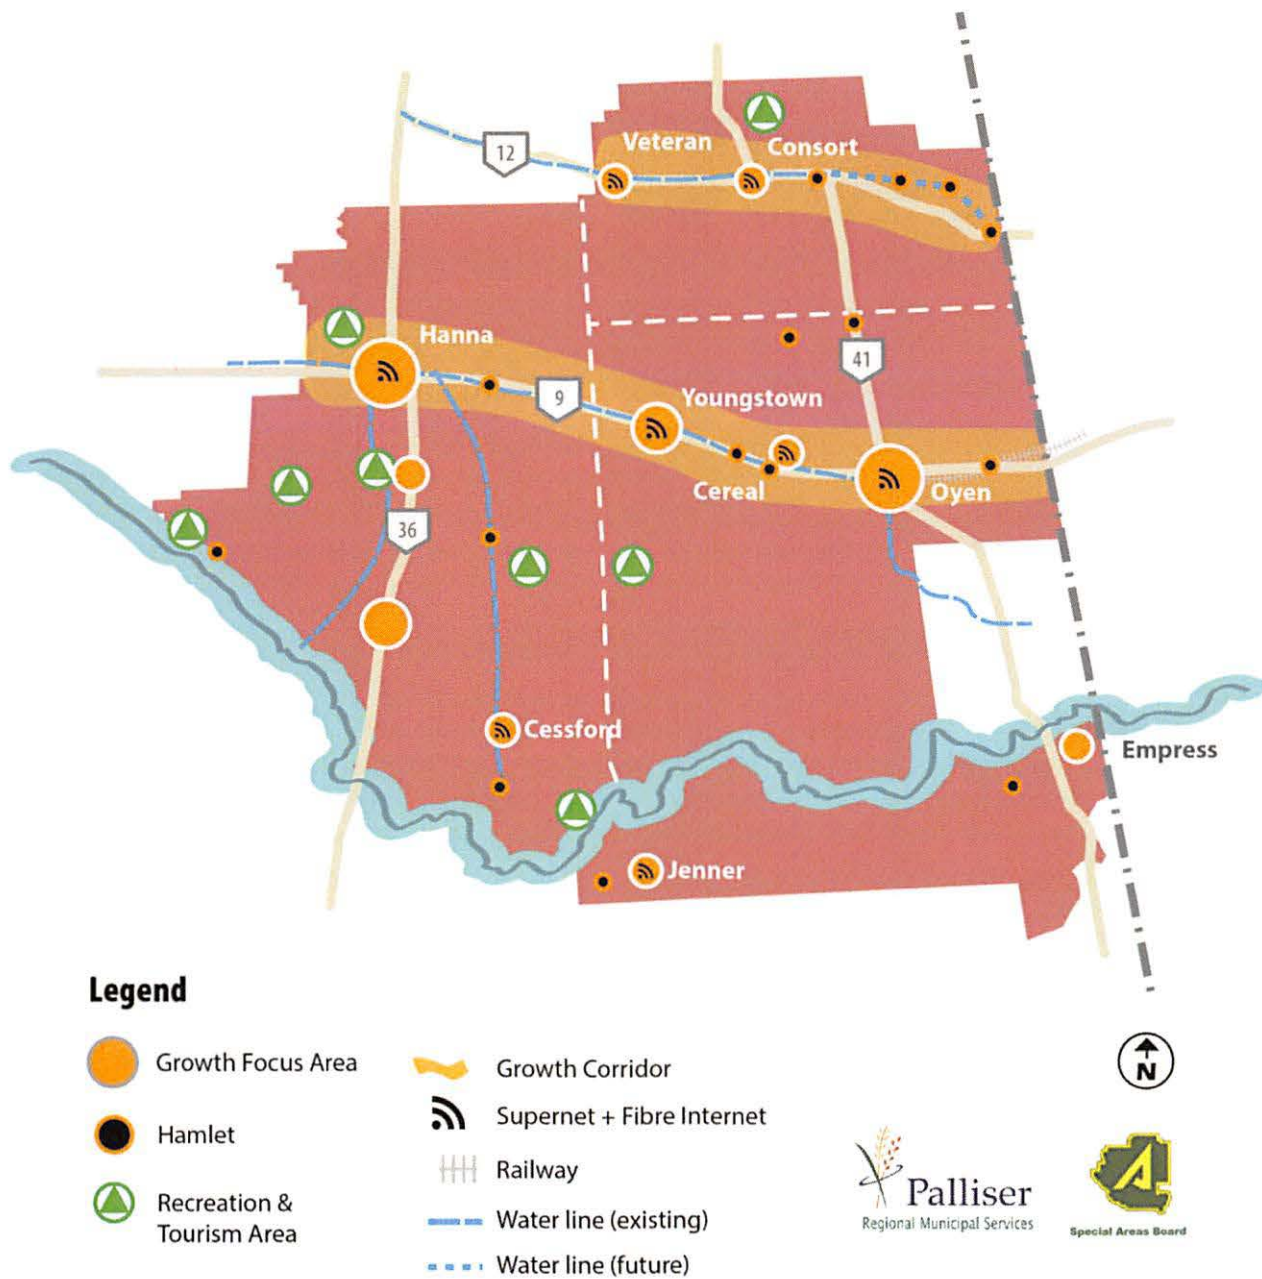 12
Veteran
Consort
Hanna
41
9
Youngstown
Cereal
Oyen
36
Cessford
Empress
Jenner
Legend
Growth Focus Area
Hamlet
Recreation &
Tourism Area
Growth Corridor
Supernet + Fibre Internet
Railway
Water line (existing)
Water line (future)
N
Palliser
Regional Municipal Services
A
Special Areas Board